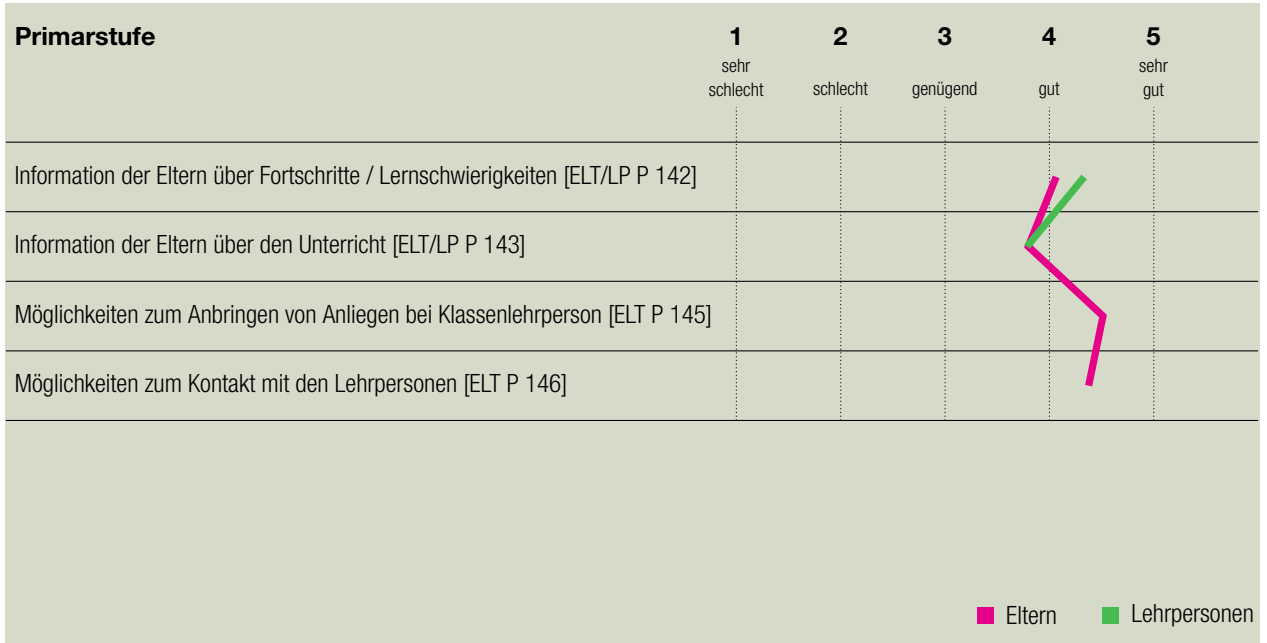 Primarstufe
1 2 3 4 5
sehr schlecht schlecht genügend gut sehr gut
Information der Eltern über Fortschritte / Lernschwierigkeiten [ELT/LP P 142]
Information der Eltern über den Unterricht [ELT/LP P 143]
Möglichkeiten zum Anbringen von Anliegen bei Klassenlehrperson [ELT P 145]
Möglichkeiten zum Kontakt mit den Lehrpersonen [ELT P 146]
Eltern Lehrpersonen